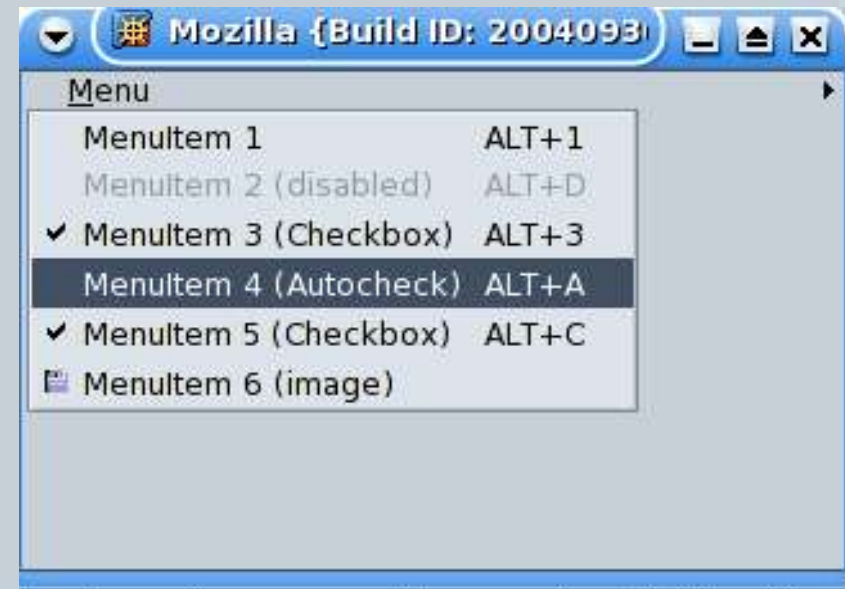 Mozilla {Build ID: 2004093
Menu
MenuItem 1 ALT+1
MenuItem 2 (disabled) ALT+D
MenuItem 3 (Checkbox) ALT+3
MenuItem 4 (Autocheck) ALT+A
MenuItem 5 (Checkbox) ALT+C
MenuItem 6 (image)